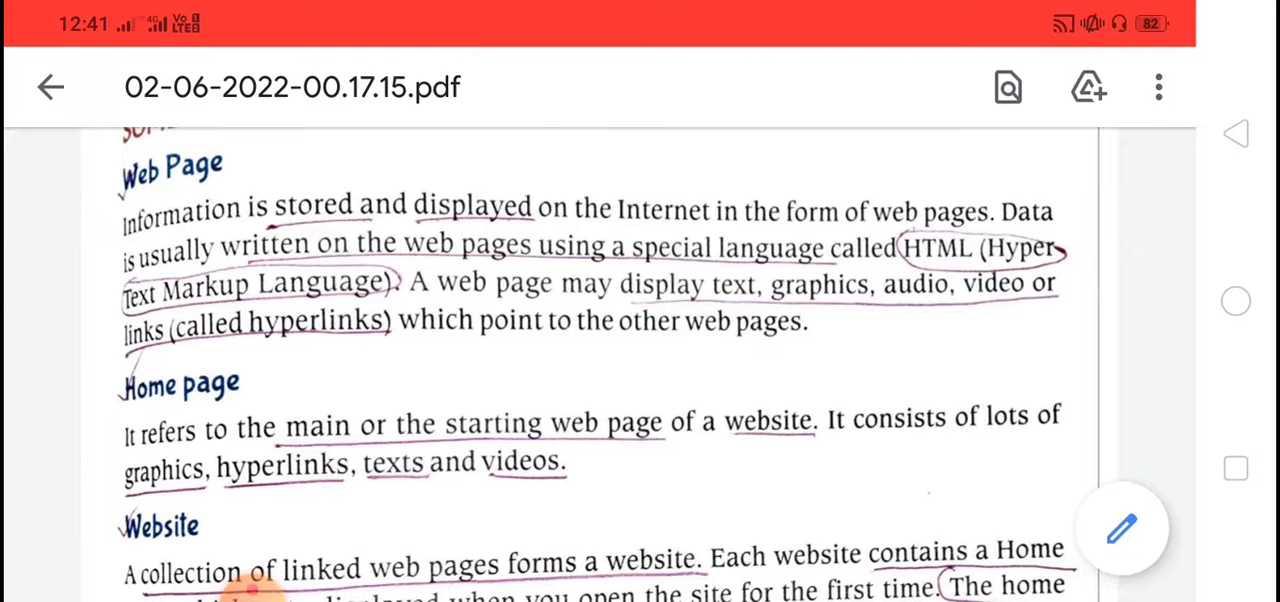 12:41 4G Vo LTE2 82
02-06-2022-00.17.15.pdf
Web Page
Information is stored and displayed on the Internet in the form of web pages. Data
is usually written on the web pages using a special language called HTML (Hyper
Text Markup Language). A web page may display text, graphics, audio, video or
links (called hyperlinks) which point to the other web pages.
Home page
It refers to the main or the starting web page of a website. It consists of lots of
graphics, hyperlinks, texts and videos.
Website
A collection of linked web pages forms a website. Each website contains a Home
displayed when you open the site for the first time. The home